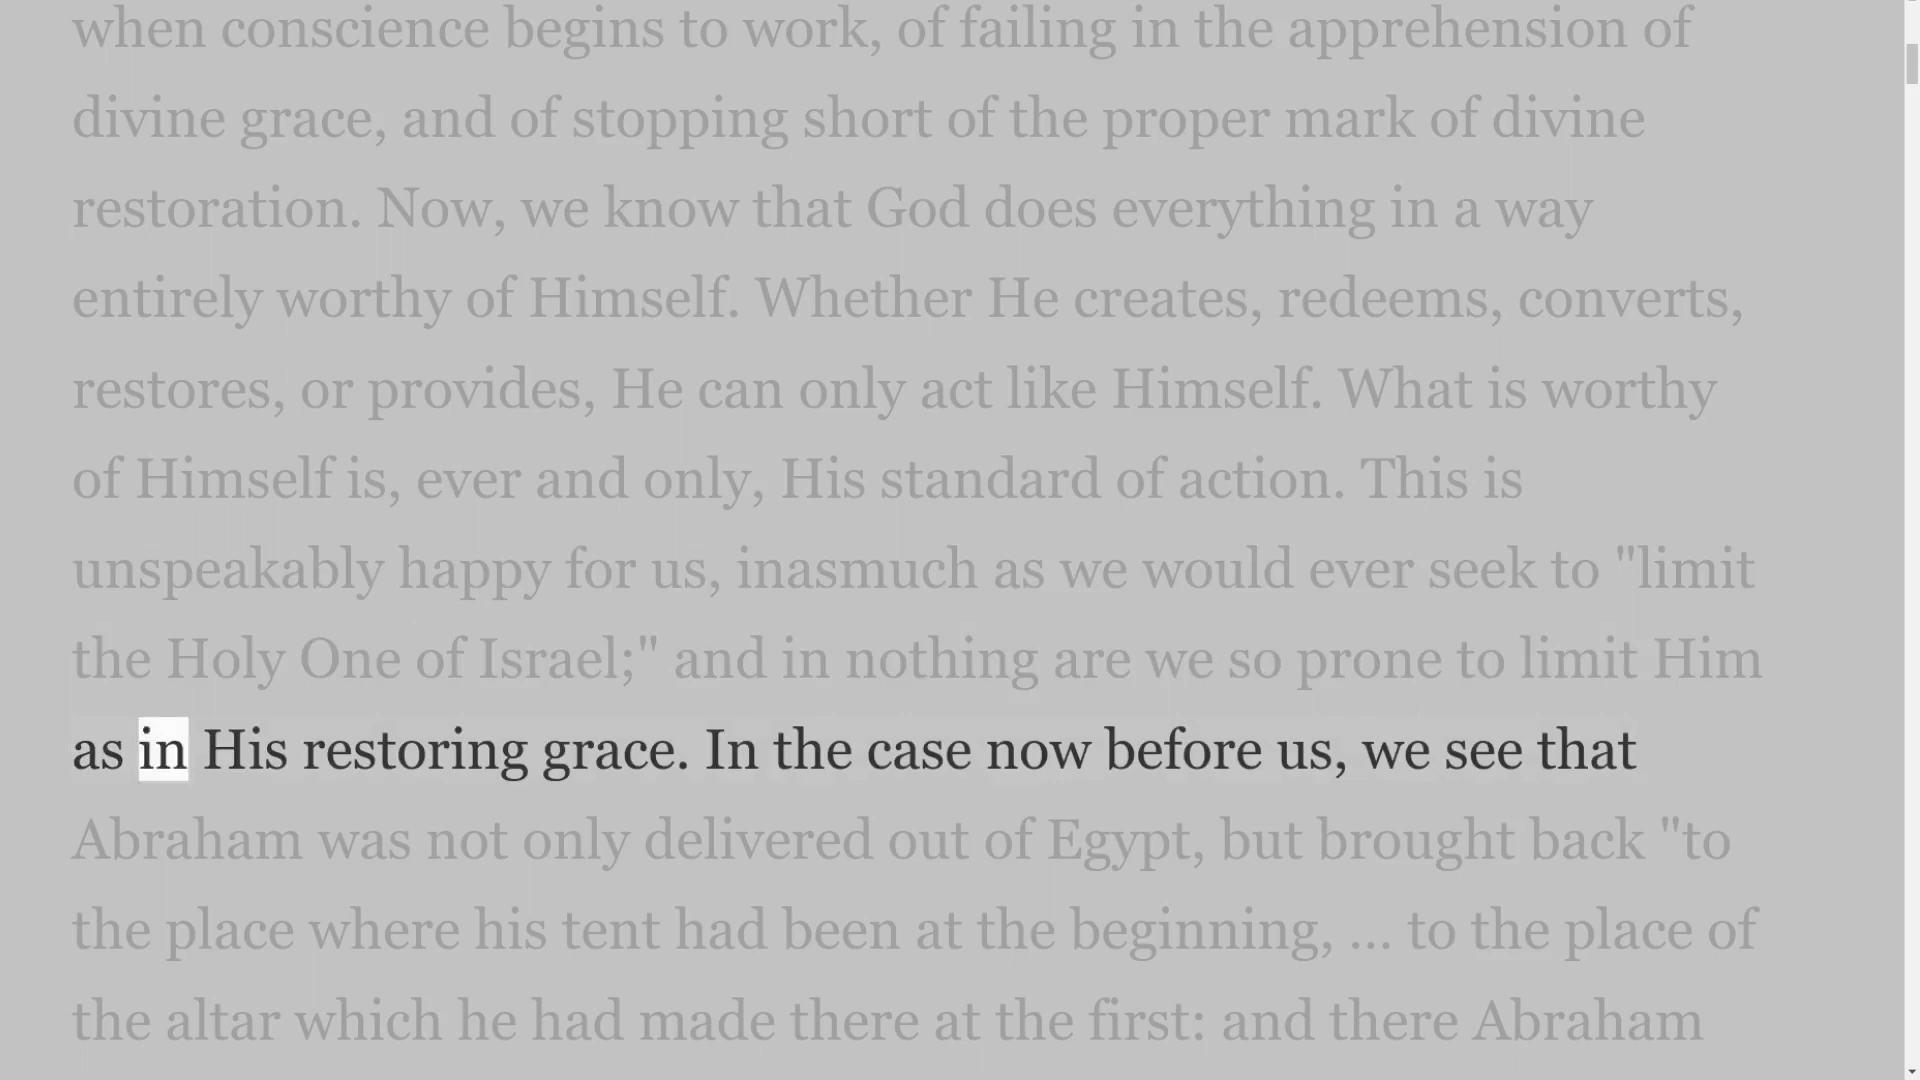 when conscience begins to work, of failing in the apprehension of
divine grace, and of stopping short of the proper mark of divine
restoration. Now, we know that God does everything in a way
entirely worthy of Himself. Whether He creates, redeems, converts,
restores, or provides, He can only act like Himself. What is worthy
of Himself is, ever and only, His standard of action. This is
unspeakably happy for us, inasmuch as we would ever seek to "limit
the Holy One of Israel;" and in nothing are we so prone to limit Him
as in His restoring grace. In the case now before us, we see that
Abraham was not only delivered out of Egypt, but brought back "to
the place where his tent had been at the beginning, ... to the place of
the altar which he had made there at the first: and there Abraham